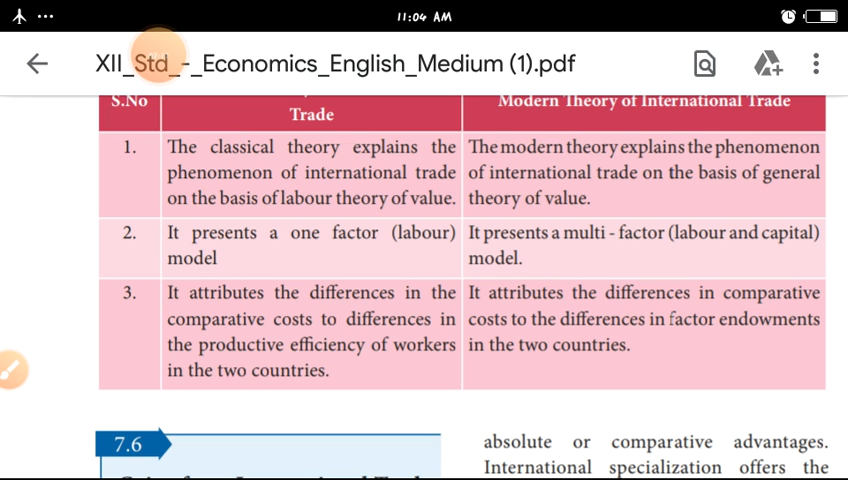 11:04 AM
XII_Std_-_Economics_English_Medium (1).pdf
S.No
Trade
Modern Theory of International Trade
1.
The classical theory explains the
phenomenon of international trade
on the basis of labour theory of value.
The modern theory explains the phenomenon
of international trade on the basis of general
theory of value.
2.
It presents a one factor (labour)
model
It presents a multi - factor (labour and capital)
model.
3.
It attributes the differences in the
comparative costs to differences in
the productive efficiency of workers
in the two countries.
It attributes the differences in comparative
costs to the differences in factor endowments
in the two countries.
7.6
absolute or comparative advantages.
International specialization offers the